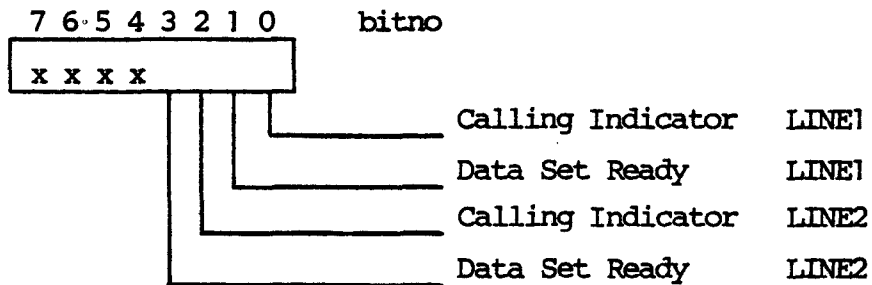 7 6 5 4 3 2 1 0 bitno
x x x x
Calling Indicator LINE1
Data Set Ready LINE1
Calling Indicator LINE2
Data Set Ready LINE2